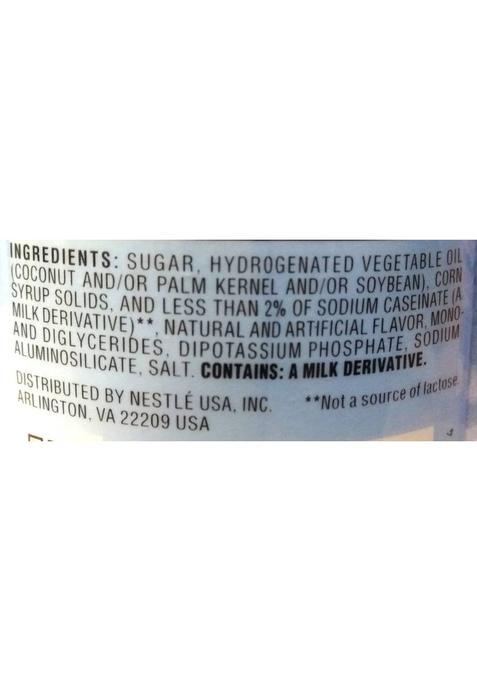 INGREDIENTS: SUGAR, HYDROGENATED VEGETABLE OIL
(COCONUT AND/OR PALM KERNEL AND/OR SOYBEAN), CORN
SYRUP SOLIDS, AND LESS THAN 2% OF SODIUM CASEINATE (A
MILK DERIVATIVE)**, NATURAL AND ARTIFICIAL FLAVOR, MONO-
AND DIGLYCERIDES, DIPOTASSIUM PHOSPHATE, SODIUM
ALUMINOSILICATE, SALT. CONTAINS: A MILK DERIVATIVE.
DISTRIBUTED BY NESTLÉ USA, INC. **Not a source of lactose.
ARLINGTON, VA 22209 USA